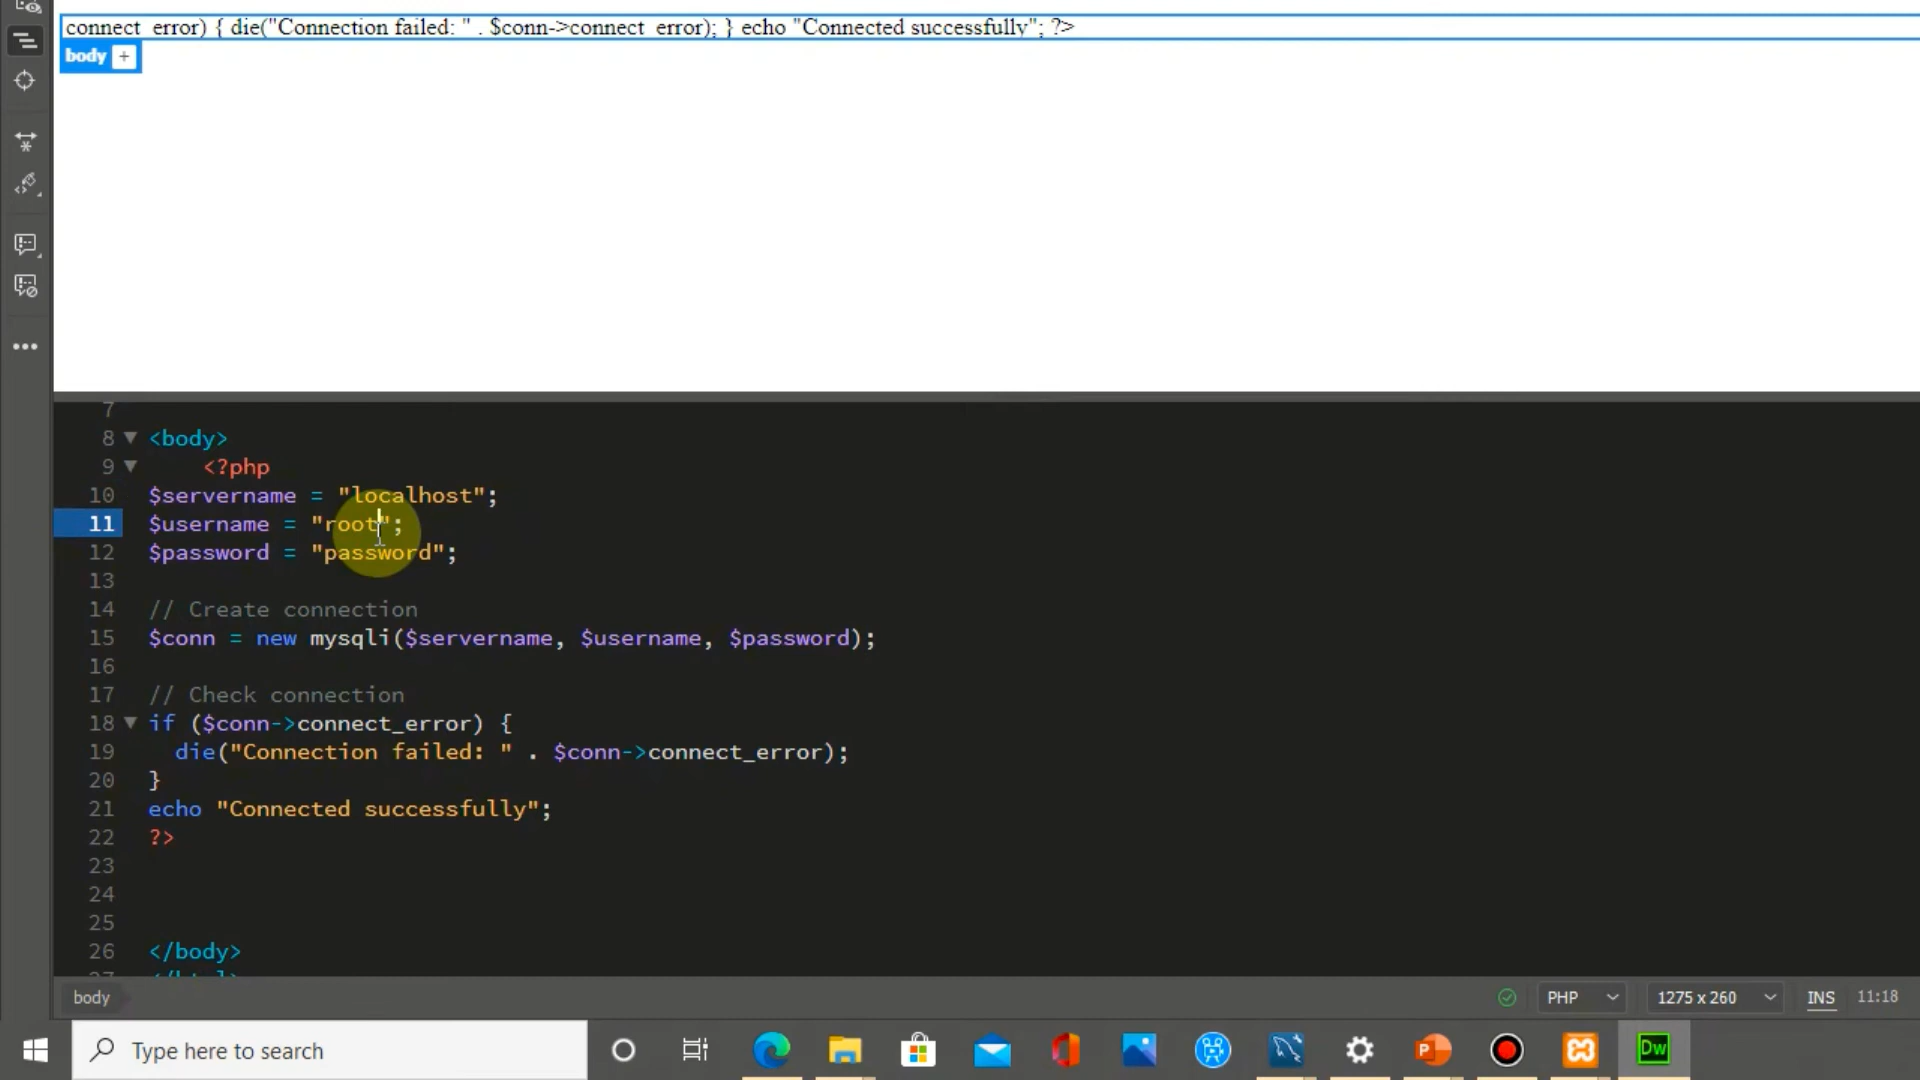 connect_error) { die("Connection failed: " . $conn->connect_error); } echo "Connected successfully"; ?>
body +
7
8 <body>
9 <?php
10 $servername = "localhost";
11 $username = "root";
12 $password = "password";
13
14 // Create connection
15 $conn = new mysqli($servername, $username, $password);
16
17 // Check connection
18 if ($conn->connect_error) {
19 die("Connection failed: " . $conn->connect_error);
20 }
21 echo "Connected successfully";
22 ?>
23
24
25
26 </body>
27 </html>
body PHP 1275 x 260 INS 11:18
Type here to search Dw